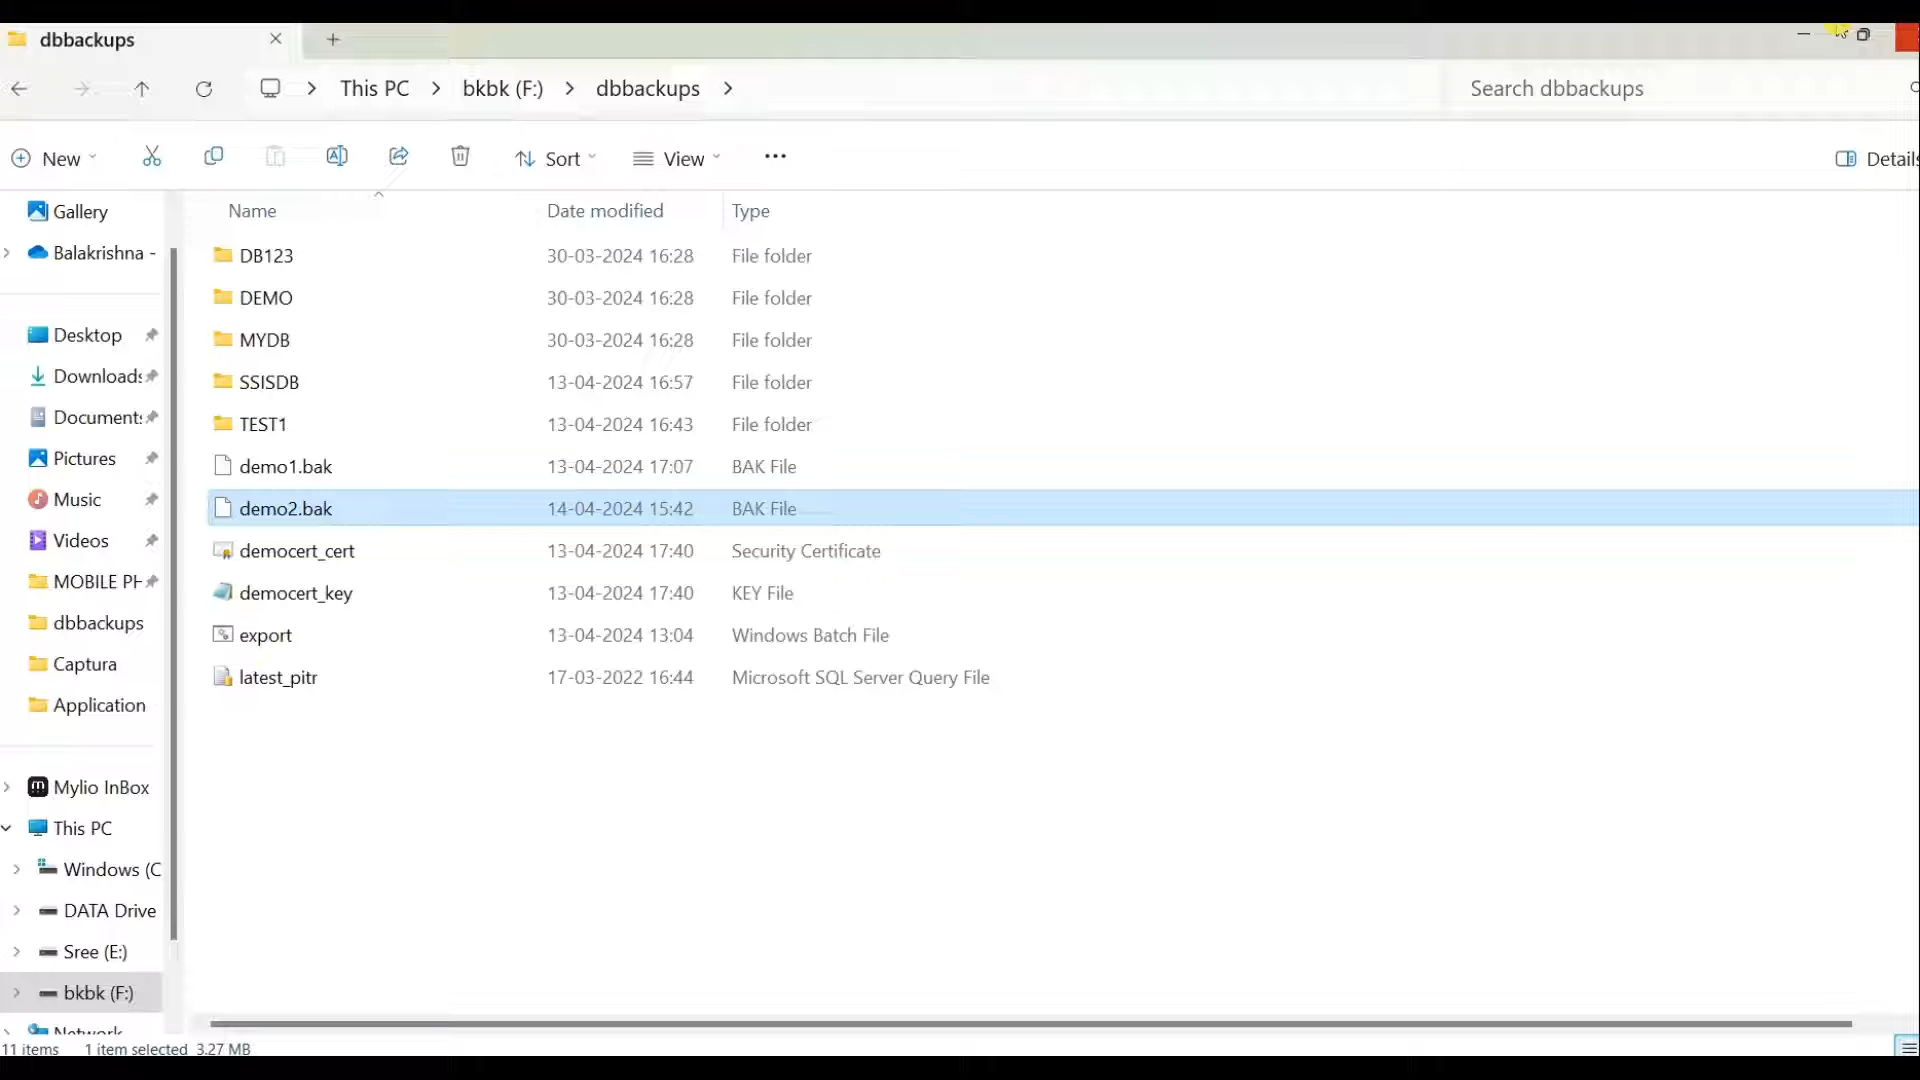 dbbackups
This PC > bkbk (F:) > dbbackups >
Search dbbackups
New
Sort
View
Details
Name
Date modified
Type
Gallery
Balakrishna -
Desktop
Downloads
Documents
Pictures
Music
Videos
MOBILE PH
dbbackups
Captura
Application
Mylio InBox
This PC
Windows (C
DATA Drive
Sree (E:)
bkbk (F:)
Network
DB123 30-03-2024 16:28 File folder
DEMO 30-03-2024 16:28 File folder
MYDB 30-03-2024 16:28 File folder
SSISDB 13-04-2024 16:57 File folder
TEST1 13-04-2024 16:43 File folder
demo1.bak 13-04-2024 17:07 BAK File
demo2.bak 14-04-2024 15:42 BAK File
democert_cert 13-04-2024 17:40 Security Certificate
democert_key 13-04-2024 17:40 KEY File
export 13-04-2024 13:04 Windows Batch File
latest_pitr 17-03-2022 16:44 Microsoft SQL Server Query File
11 items 1 item selected 3.27 MB